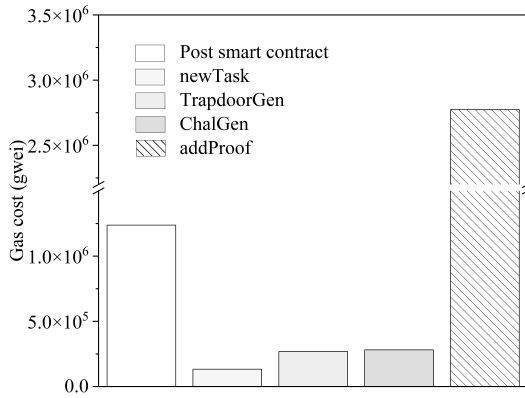 3.5×10⁶
3.0×10⁶
2.5×10⁶
1.0×10⁶
5.0×10⁵
0.0
Gas cost (gwei)
Post smart contract
newTask
TrapdoorGen
ChalGen
addProof